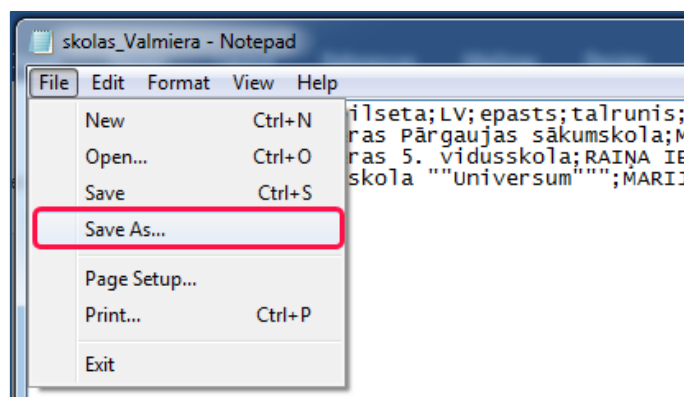 skolas_Valmiera - Notepad
File Edit Format View Help
New Ctrl+N
Open... Ctrl+O
Save Ctrl+S
Save As...
Page Setup...
Print... Ctrl+P
Exit
ilseta;LV;epasts;talrunis;
ras Pārgaujas sākumskola;M
ras 5. vidusskola;RAIŅA IE
skola ""Universum""";MARIJ